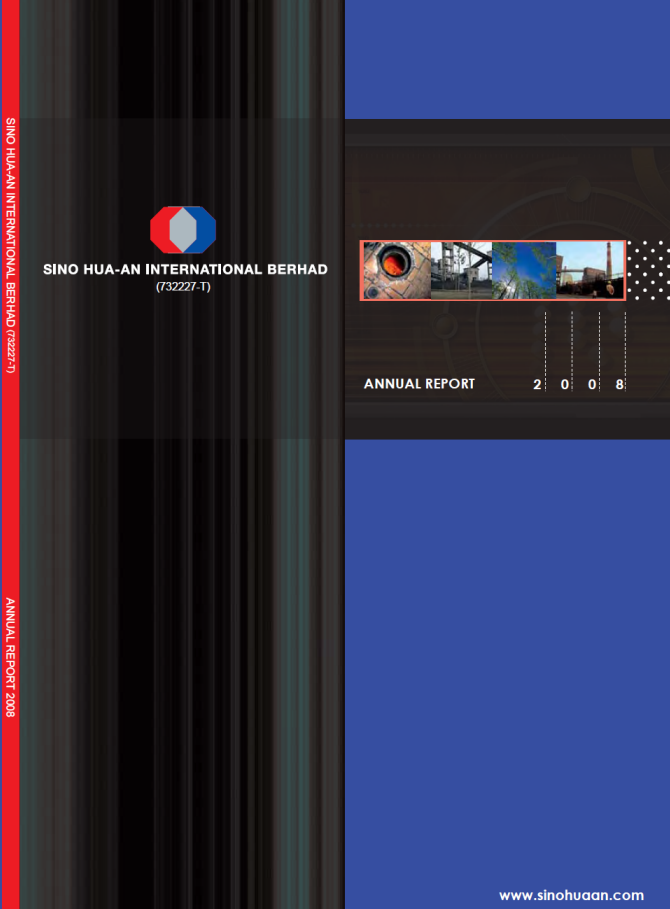 SINO HUA-AN INTERNATIONAL BERHAD (732227-T)
ANNUAL REPORT 2008
SINO HUA-AN INTERNATIONAL BERHAD
(732227-T)
ANNUAL REPORT 2 0 0 8
www.sinohuaan.com